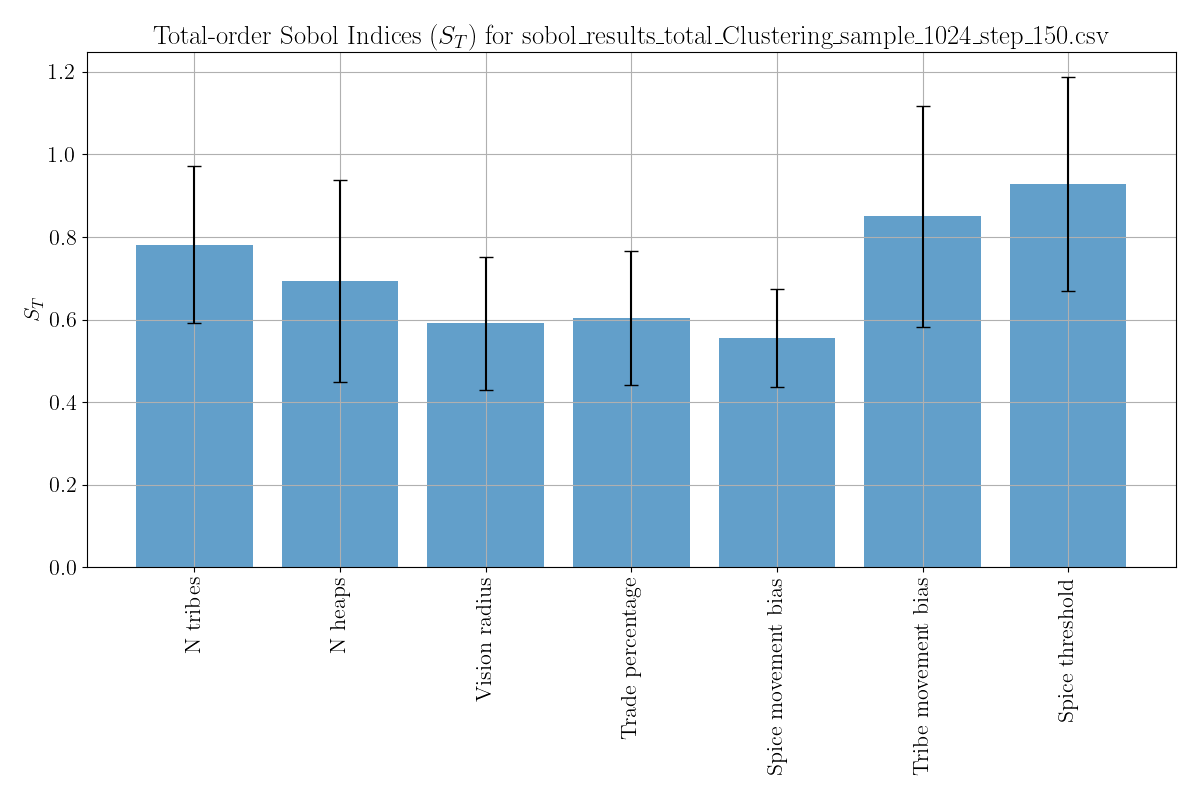 Total-order Sobol Indices (S_T) for sobol_results_total_Clustering_sample_1024_step_150.csv
S_T
1.2
1.0
0.8
0.6
0.4
0.2
0.0
N tribes
N heaps
Vision radius
Trade percentage
Spice movement bias
Tribe movement bias
Spice threshold